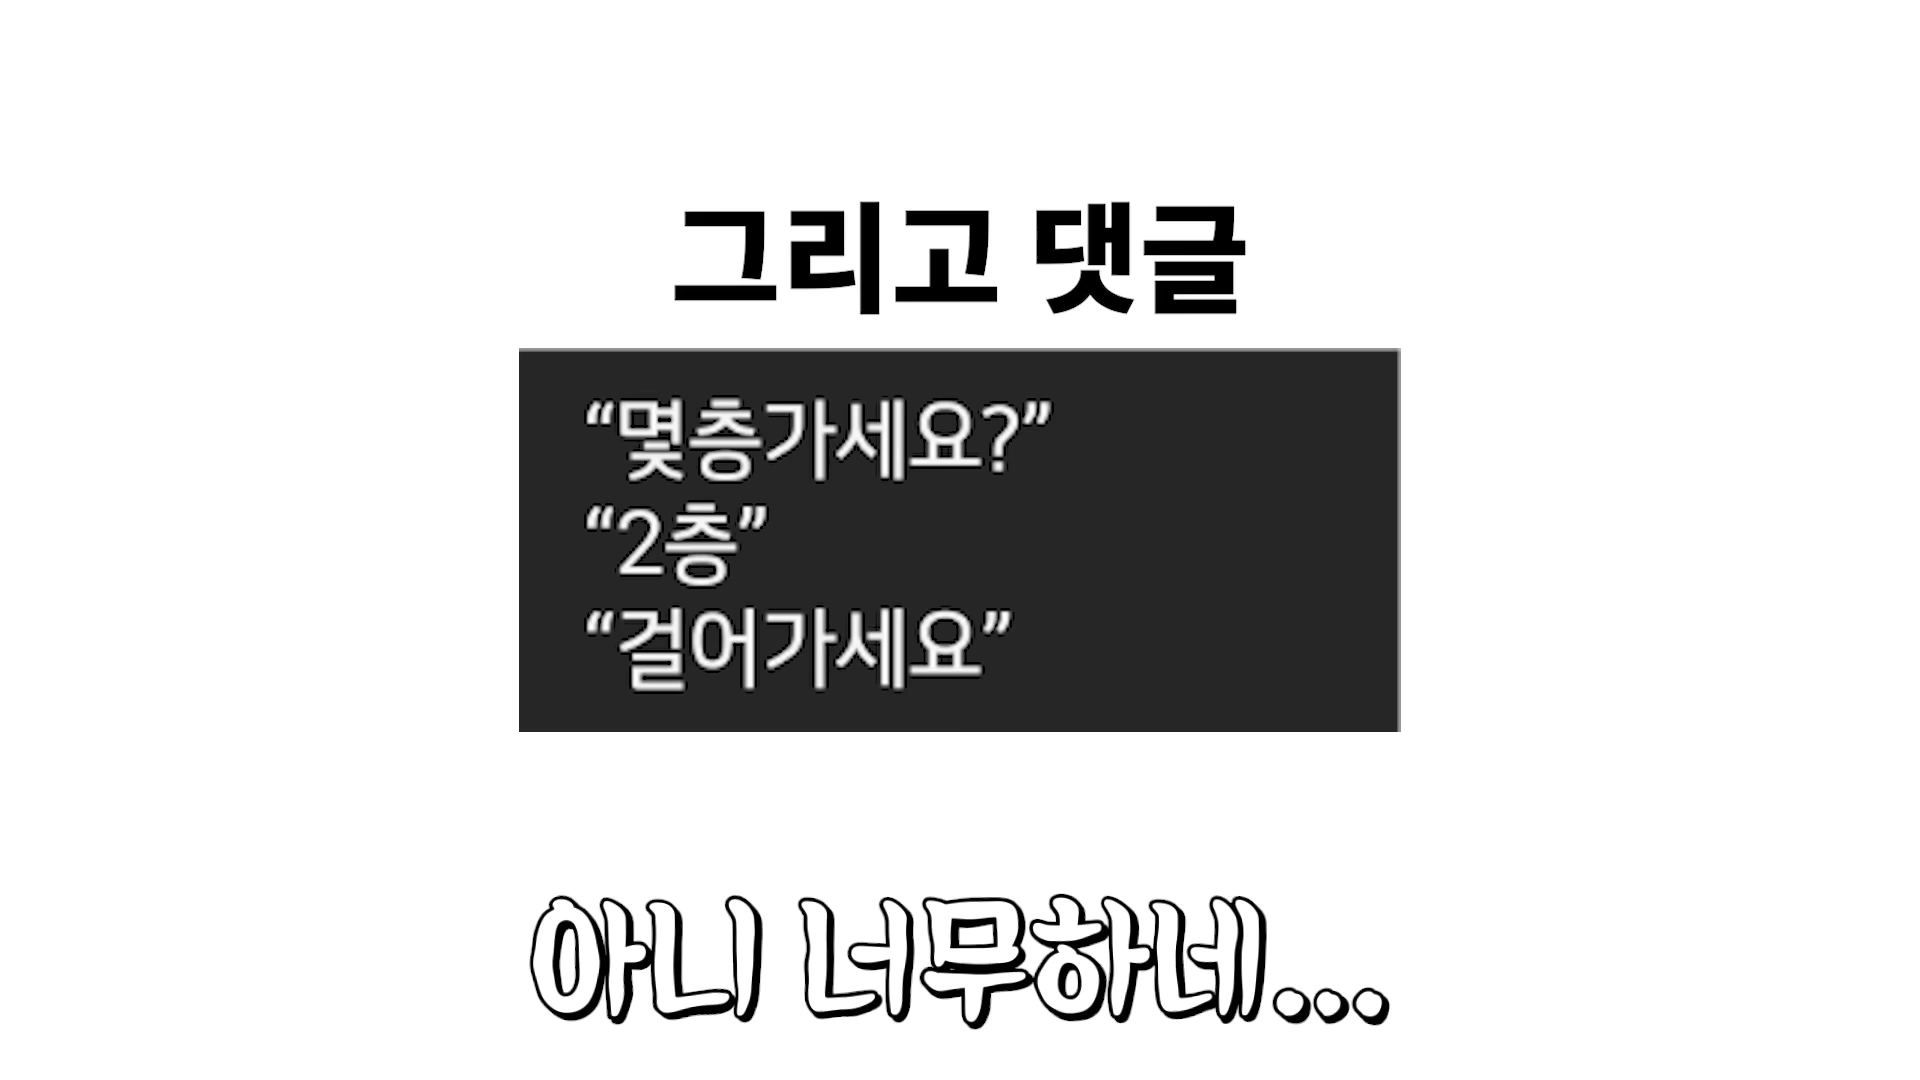 그리고 댓글
“몇층가세요?”
“2층”
“걸어가세요”
아니 너무하네...